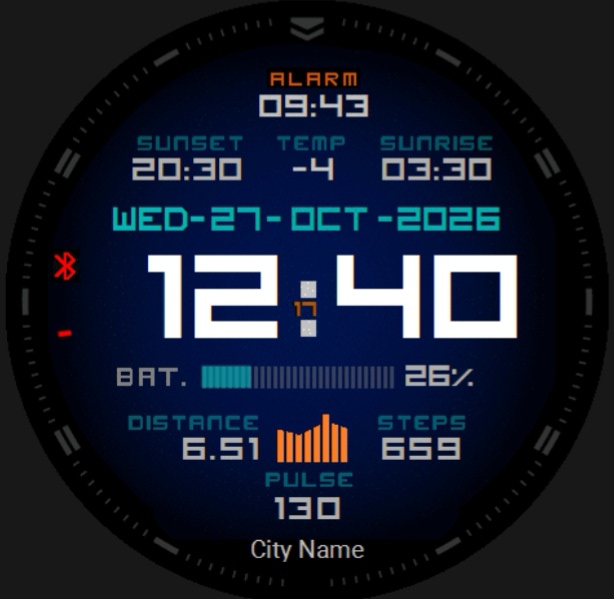 ALARM
09:43
SUNSET TEMP SUNRISE
20:30 -4 03:30
WED-27-OCT-2026
12:40
17
BAT. 26%
DISTANCE STEPS
6.51 659
PULSE
130
City Name